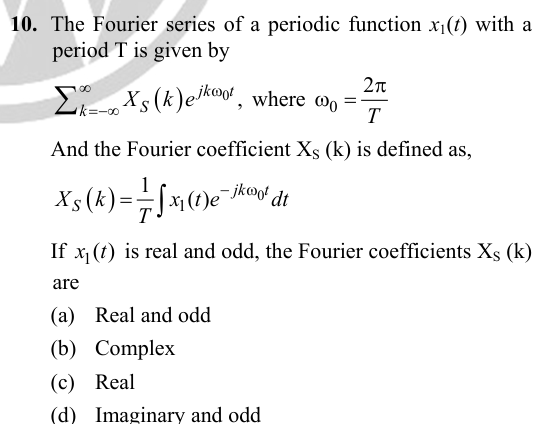 10. The Fourier series of a periodic function x₁(t) with a
period T is given by
∑_{k=-∞}^{∞} X_S(k)e^{jkω₀t}, where ω₀ = 2π/T
And the Fourier coefficient X_S (k) is defined as,
X_S(k) = 1/T ∫ x₁(t)e^{-jkω₀t} dt
If x₁(t) is real and odd, the Fourier coefficients X_S (k)
are
(a) Real and odd
(b) Complex
(c) Real
(d) Imaginary and odd